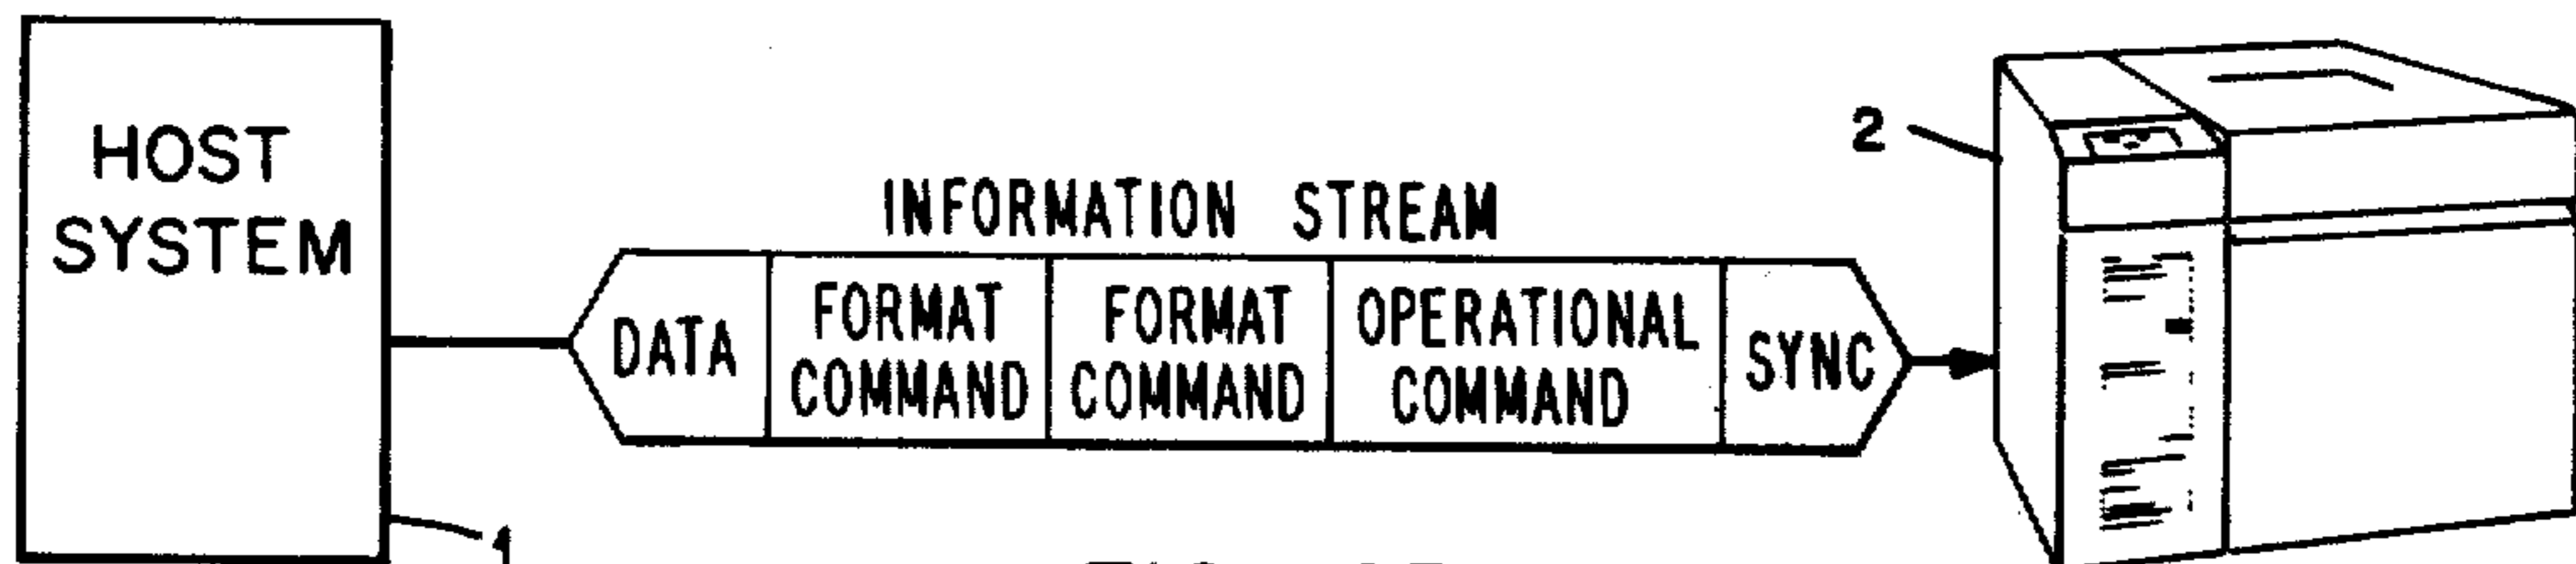 HOST
SYSTEM
INFORMATION STREAM
DATA
FORMAT
COMMAND
FORMAT
COMMAND
OPERATIONAL
COMMAND
SYNC
2
1